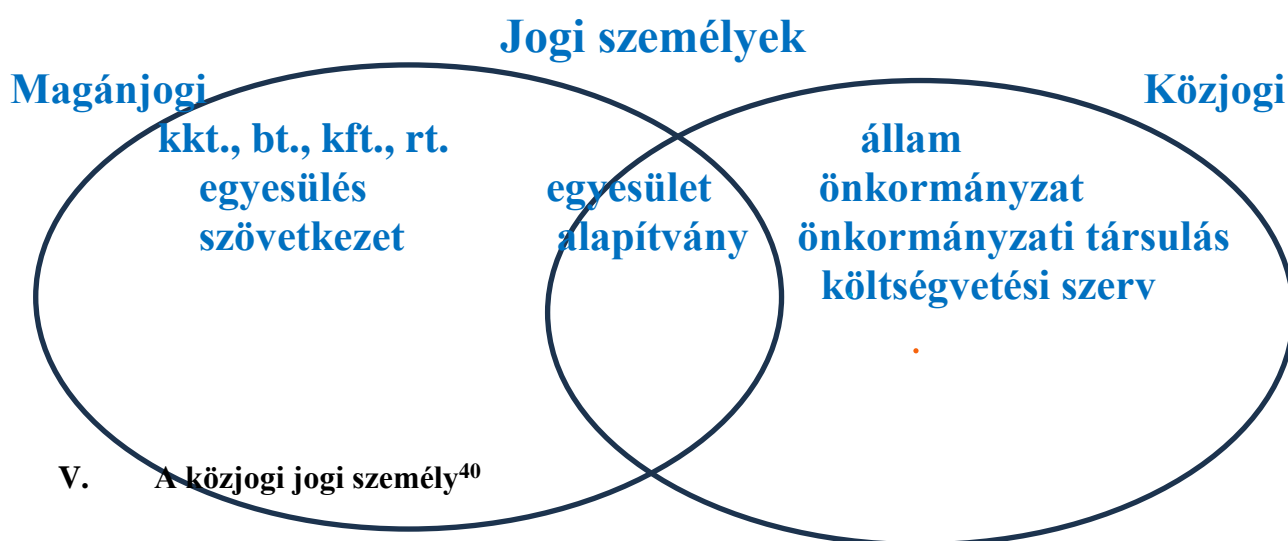 Jogi személyek
Magánjogi Közjogi
kkt., bt., kft., rt. állam
egyesülés egyesület önkormányzat
szövetkezet alapítvány önkormányzati társulás
költségvetési szerv
.
V. A közjogi jogi személy40